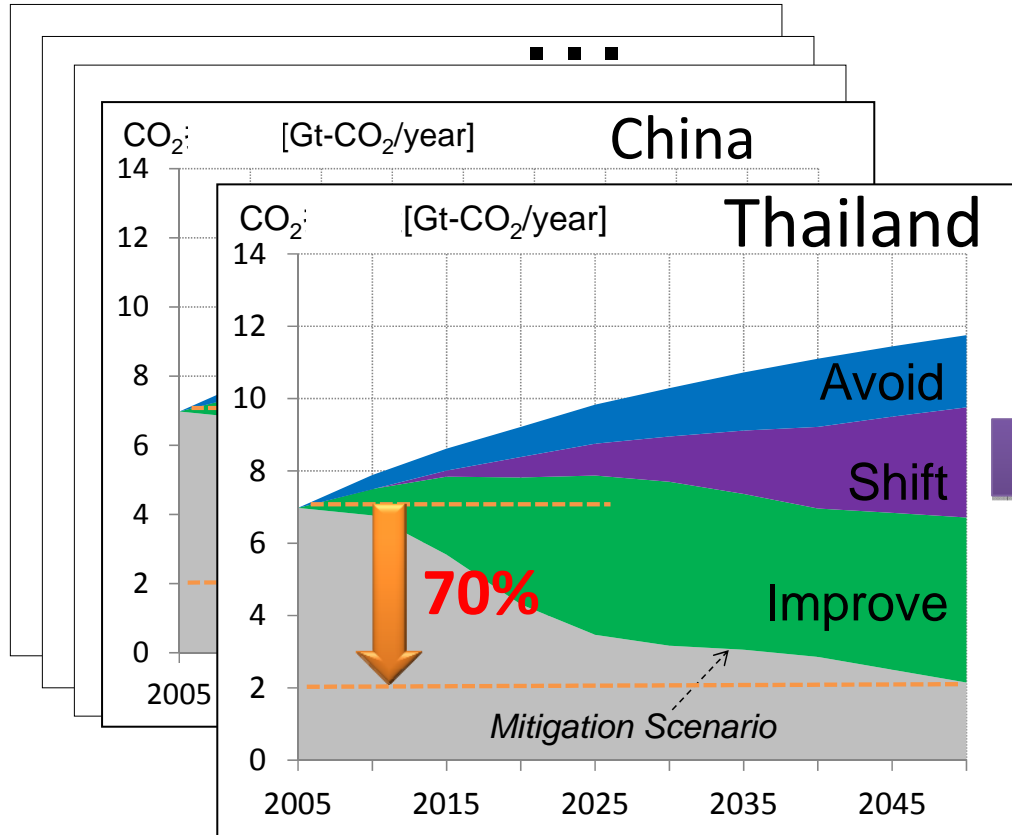 ...
CO₂ [Gt-CO₂/year] China
14
12
10
8
6
4
2
0
2005
CO₂ [Gt-CO₂/year] Thailand
14
12
10
8
6
4
2
0
Avoid
Shift
Improve
70%
Mitigation Scenario
2005 2015 2025 2035 2045